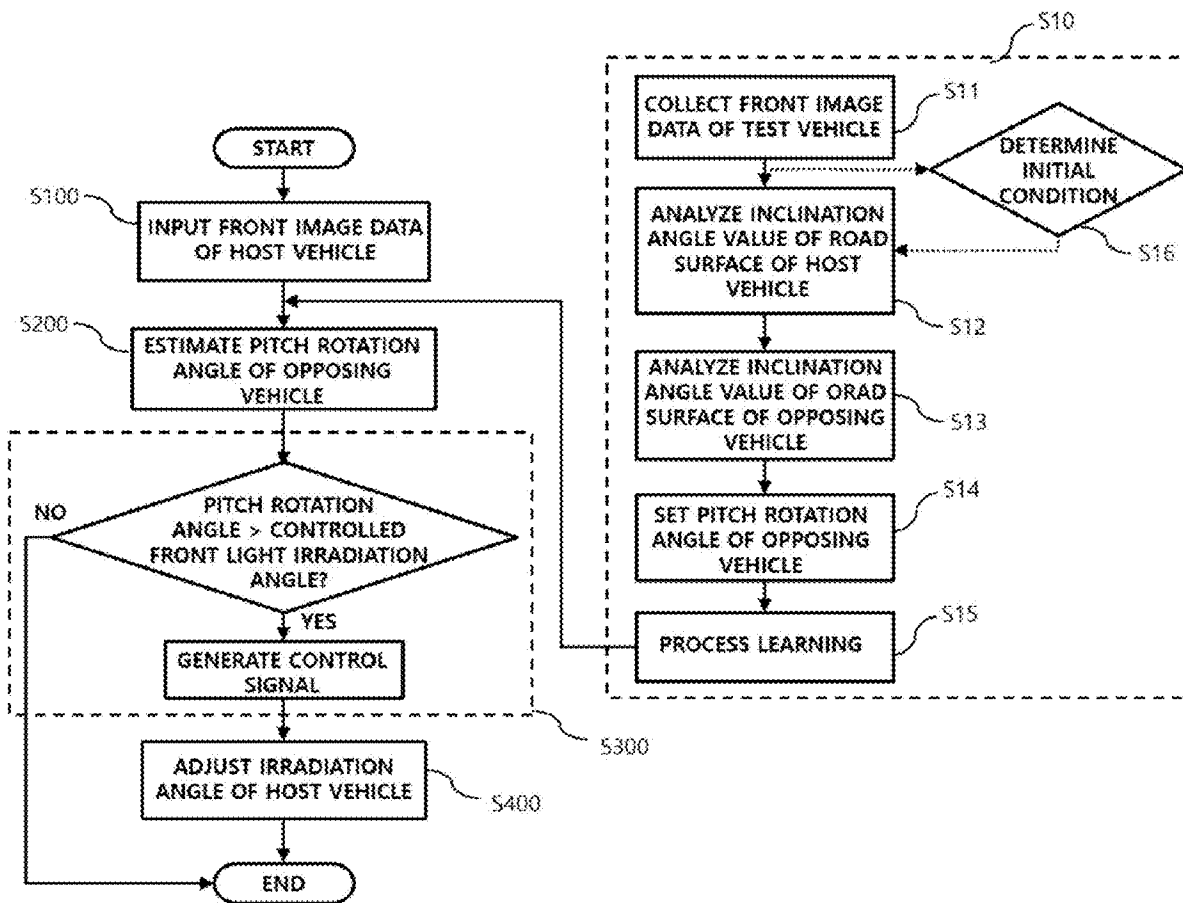 START
S100
INPUT FRONT IMAGE DATA
OF HOST VEHICLE
S200
ESTIMATE PITCH ROTATION
ANGLE OF OPPOSING
VEHICLE
NO
PITCH ROTATION
ANGLE > CONTROLLED
FRONT LIGHT IRRADIATION
ANGLE?
YES
GENERATE CONTROL
SIGNAL
S300
ADJUST IRRADIATION
ANGLE OF HOST VEHICLE
S400
END
S10
COLLECT FRONT IMAGE
DATA OF TEST VEHICLE
S11
DETERMINE
INITIAL
CONDITION
S16
ANALYZE INCLINATION
ANGLE VALUE OF ROAD
SURFACE OF HOST
VEHICLE
S12
ANALYZE INCLINATION
ANGLE VALUE OF ORAD
SURFACE OF OPPOSING
VEHICLE
S13
SET PITCH ROTATION
ANGLE OF OPPOSING
VEHICLE
S14
PROCESS LEARNING
S15